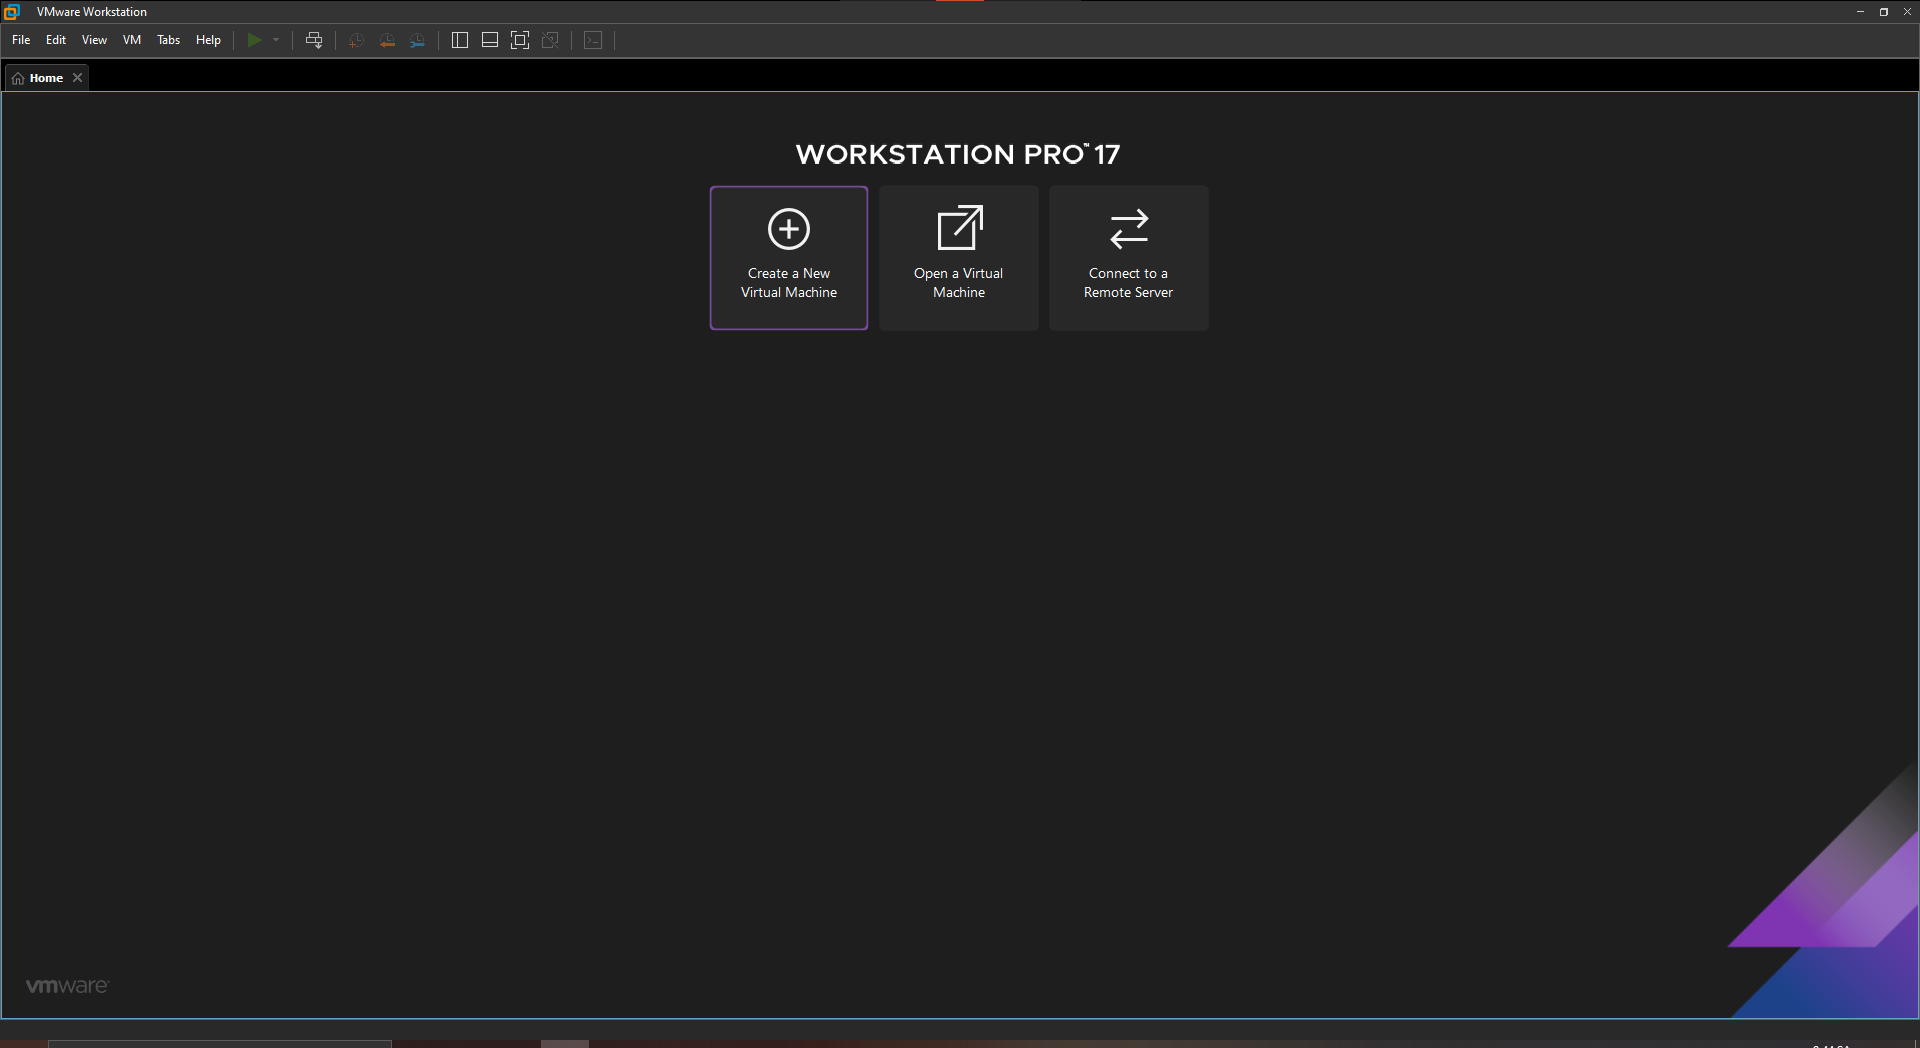 VMware Workstation
File Edit View VM Tabs Help
Home
WORKSTATION PRO™ 17
Create a New
Virtual Machine
Open a Virtual
Machine
Connect to a
Remote Server
vmware